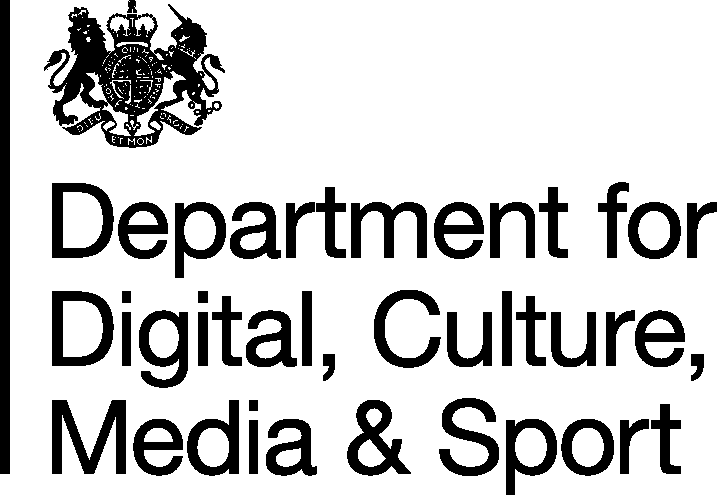 DIEU ET MON DROIT
Department for
Digital, Culture,
Media & Sport